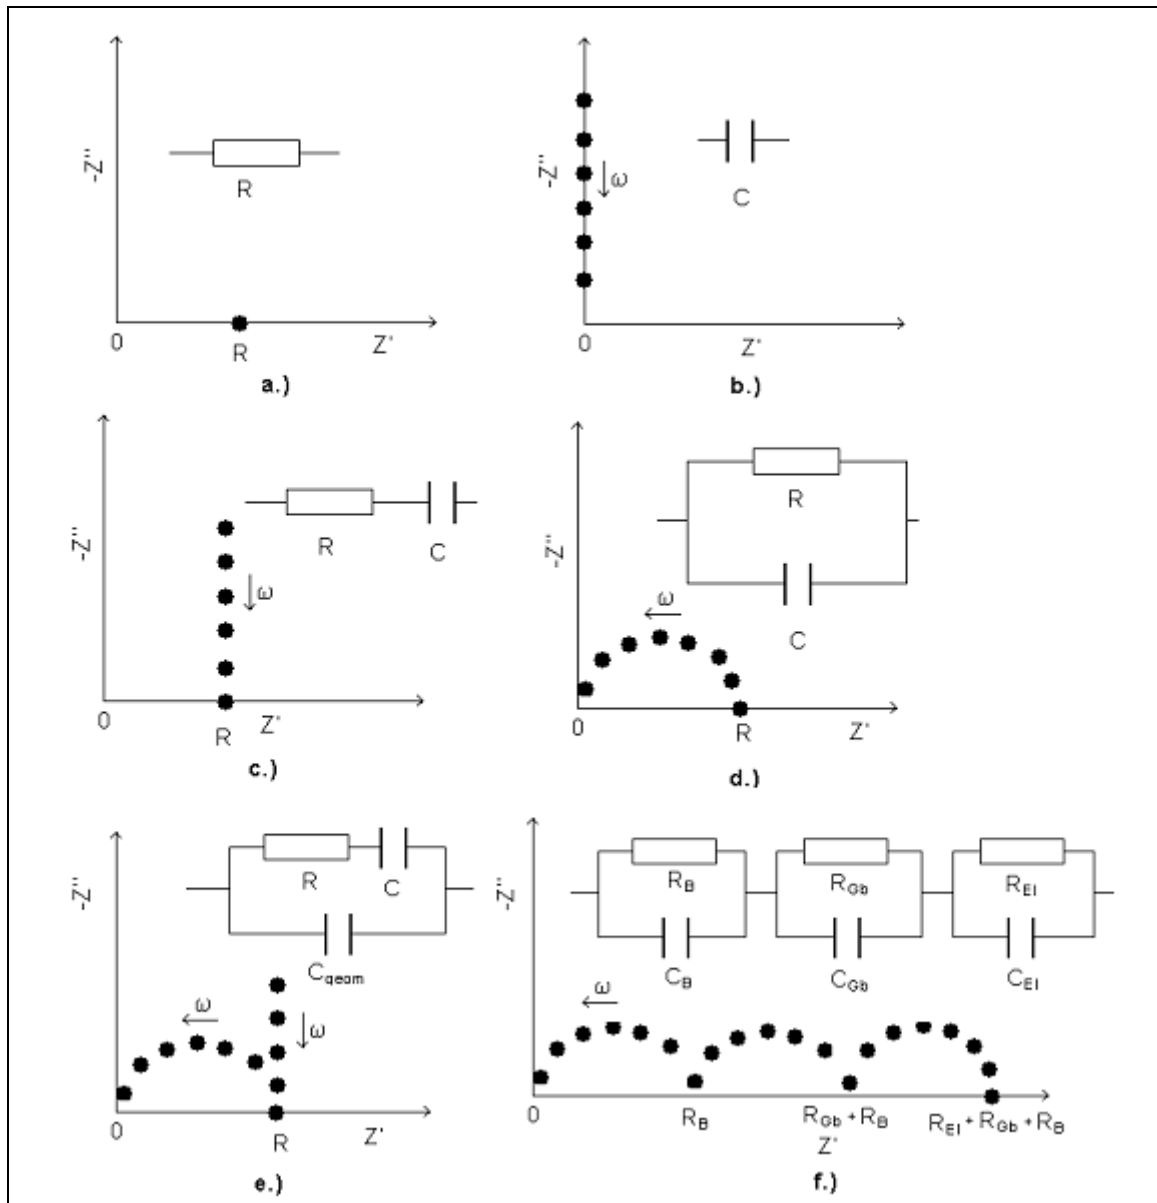 -Z''
R
0
R
Z'
a.)
-Z''
ω
C
0
Z'
b.)
-Z''
R
C
ω
0
R
Z'
c.)
-Z''
R
C
ω
0
R
Z'
d.)
-Z''
R
C
C_geom
ω
ω
0
R
Z'
e.)
-Z''
R_B
R_Gb
R_El
C_B
C_Gb
C_El
ω
0
R_B
R_Gb + R_B
R_El + R_Gb + R_B
Z'
f.)